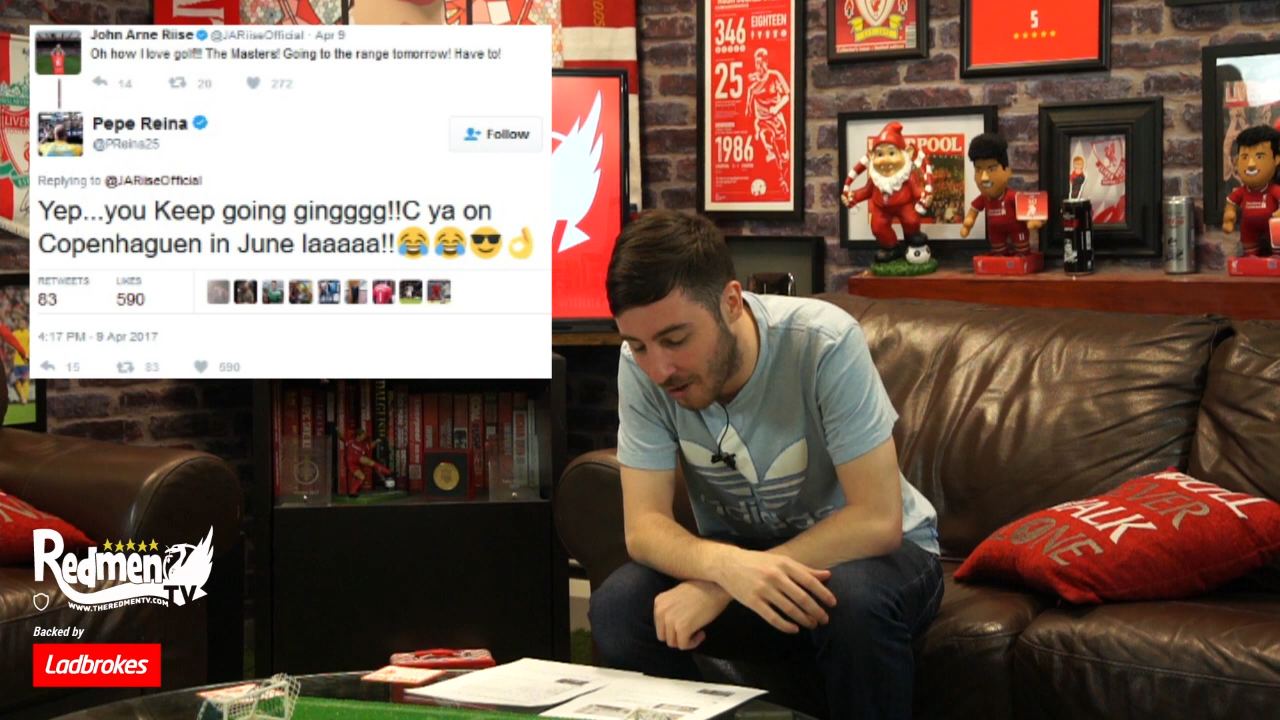 John Arne Riise @JARiiseOfficial · Apr 9
Oh how I love golf!!! The Masters! Going to the range tomorrow! Have to!
14 20 272
Pepe Reina
@PReina25
Follow
Replying to @JARiiseOfficial
Yep...you Keep going gingggg!!C ya on
Copenhaguen in June laaaaa!!😂😂😎👌
RETWEETS LIKES
83 590
4:17 PM - 9 Apr 2017
15 83 590
346
EIGHTEEN
25
1986
5
LIVERPOOL
YOU'LL
NEVER
WALK
ALONE
Redmen
TV
WWW.THEREDMENTV.COM
Backed by
Ladbrokes
adidas